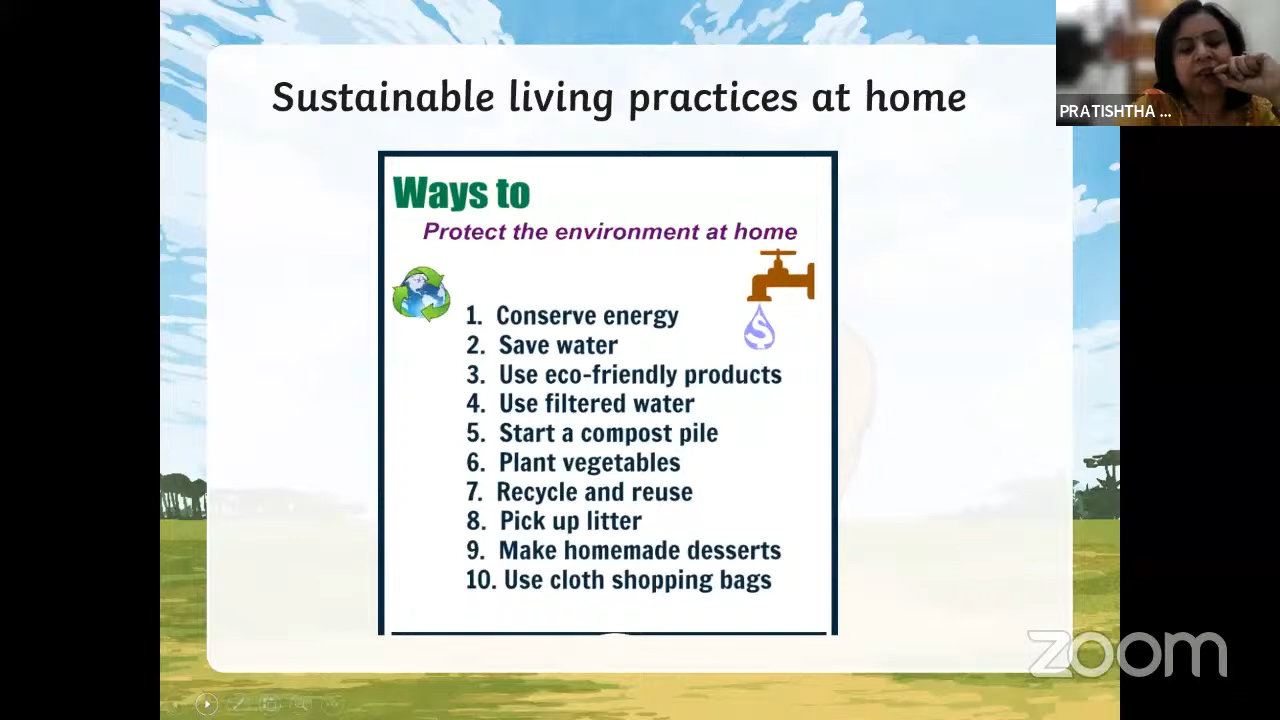 Sustainable living practices at home
PRATISHTHA ...
Ways to
Protect the environment at home
1. Conserve energy
2. Save water
3. Use eco-friendly products
4. Use filtered water
5. Start a compost pile
6. Plant vegetables
7. Recycle and reuse
8. Pick up litter
9. Make homemade desserts
10. Use cloth shopping bags
zoom